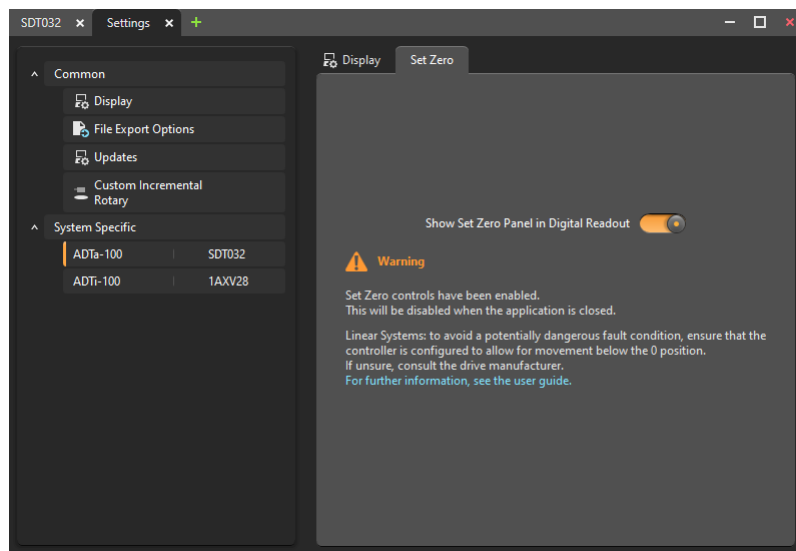 SDT032
Settings
Common
Display
File Export Options
Updates
Custom Incremental
Rotary
System Specific
ADTa-100 SDT032
ADTi-100 1AXV28
Display Set Zero
Show Set Zero Panel in Digital Readout
Warning
Set Zero controls have been enabled.
This will be disabled when the application is closed.
Linear Systems: to avoid a potentially dangerous fault condition, ensure that the
controller is configured to allow for movement below the 0 position.
If unsure, consult the drive manufacturer.
For further information, see the user guide.